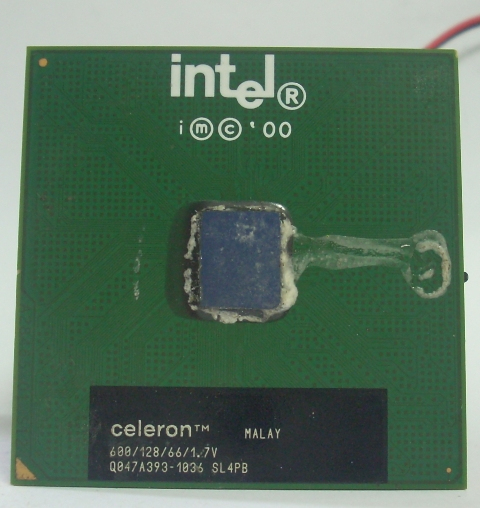 intel®
i ⓜ ⓒ '00
celeron™ MALAY
600/128/66/1.7V
Q047A393-1036 SL4PB